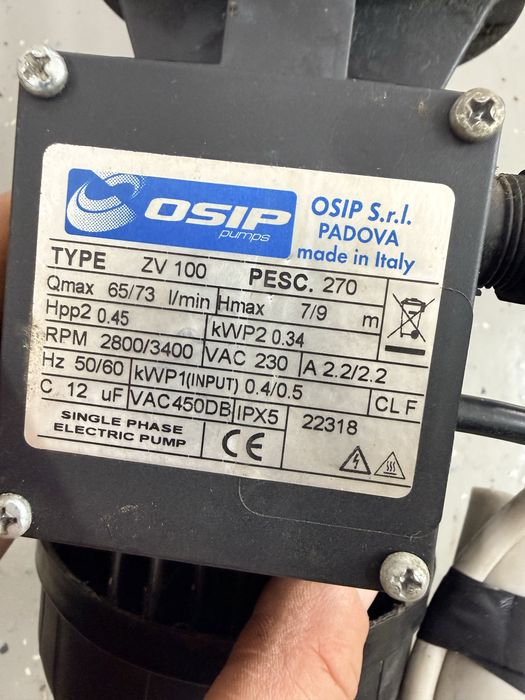 OSIP
pumps
OSIP S.r.l.
PADOVA
made in Italy
TYPE ZV 100 PESC. 270
Qmax 65/73 l/min Hmax 7/9 m
Hpp2 0.45 kWP2 0.34
RPM 2800/3400 VAC 230 A 2.2/2.2
Hz 50/60 kWP1(INPUT) 0.4/0.5
C 12 uF VAC450DB IPX5 22318 CL F
SINGLE PHASE
ELECTRIC PUMP
CE